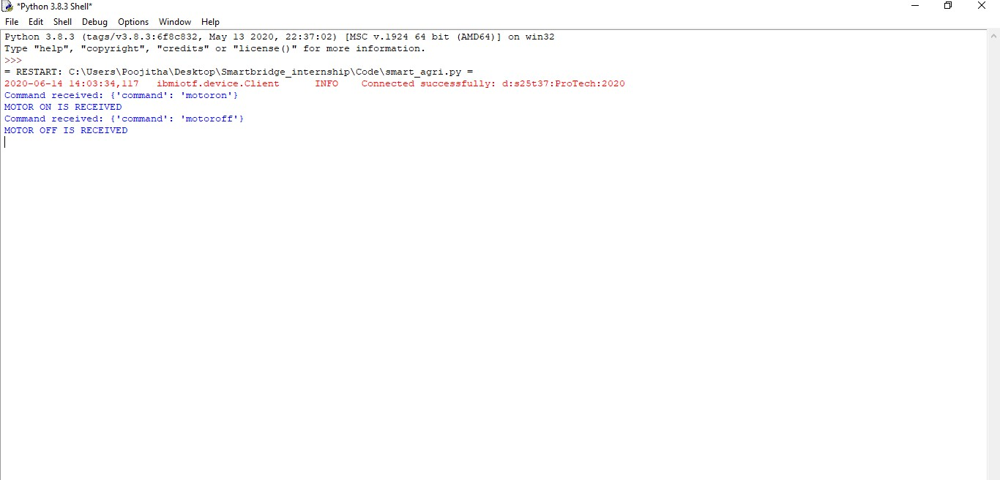 *Python 3.8.3 Shell*
File Edit Shell Debug Options Window Help
Python 3.8.3 (tags/v3.8.3:6f8c832, May 13 2020, 22:37:02) [MSC v.1924 64 bit (AMD64)] on win32
Type "help", "copyright", "credits" or "license()" for more information.
>>>
= RESTART: C:\Users\Poojitha\Desktop\Smartbridge_internship\Code\smart_agri.py =
2020-06-14 14:03:34,117   ibmiotf.device.Client      INFO    Connected successfully: d:s25t37:ProTech:2020
Command received: {'command': 'motoron'}
MOTOR ON IS RECEIVED
Command received: {'command': 'motoroff'}
MOTOR OFF IS RECEIVED